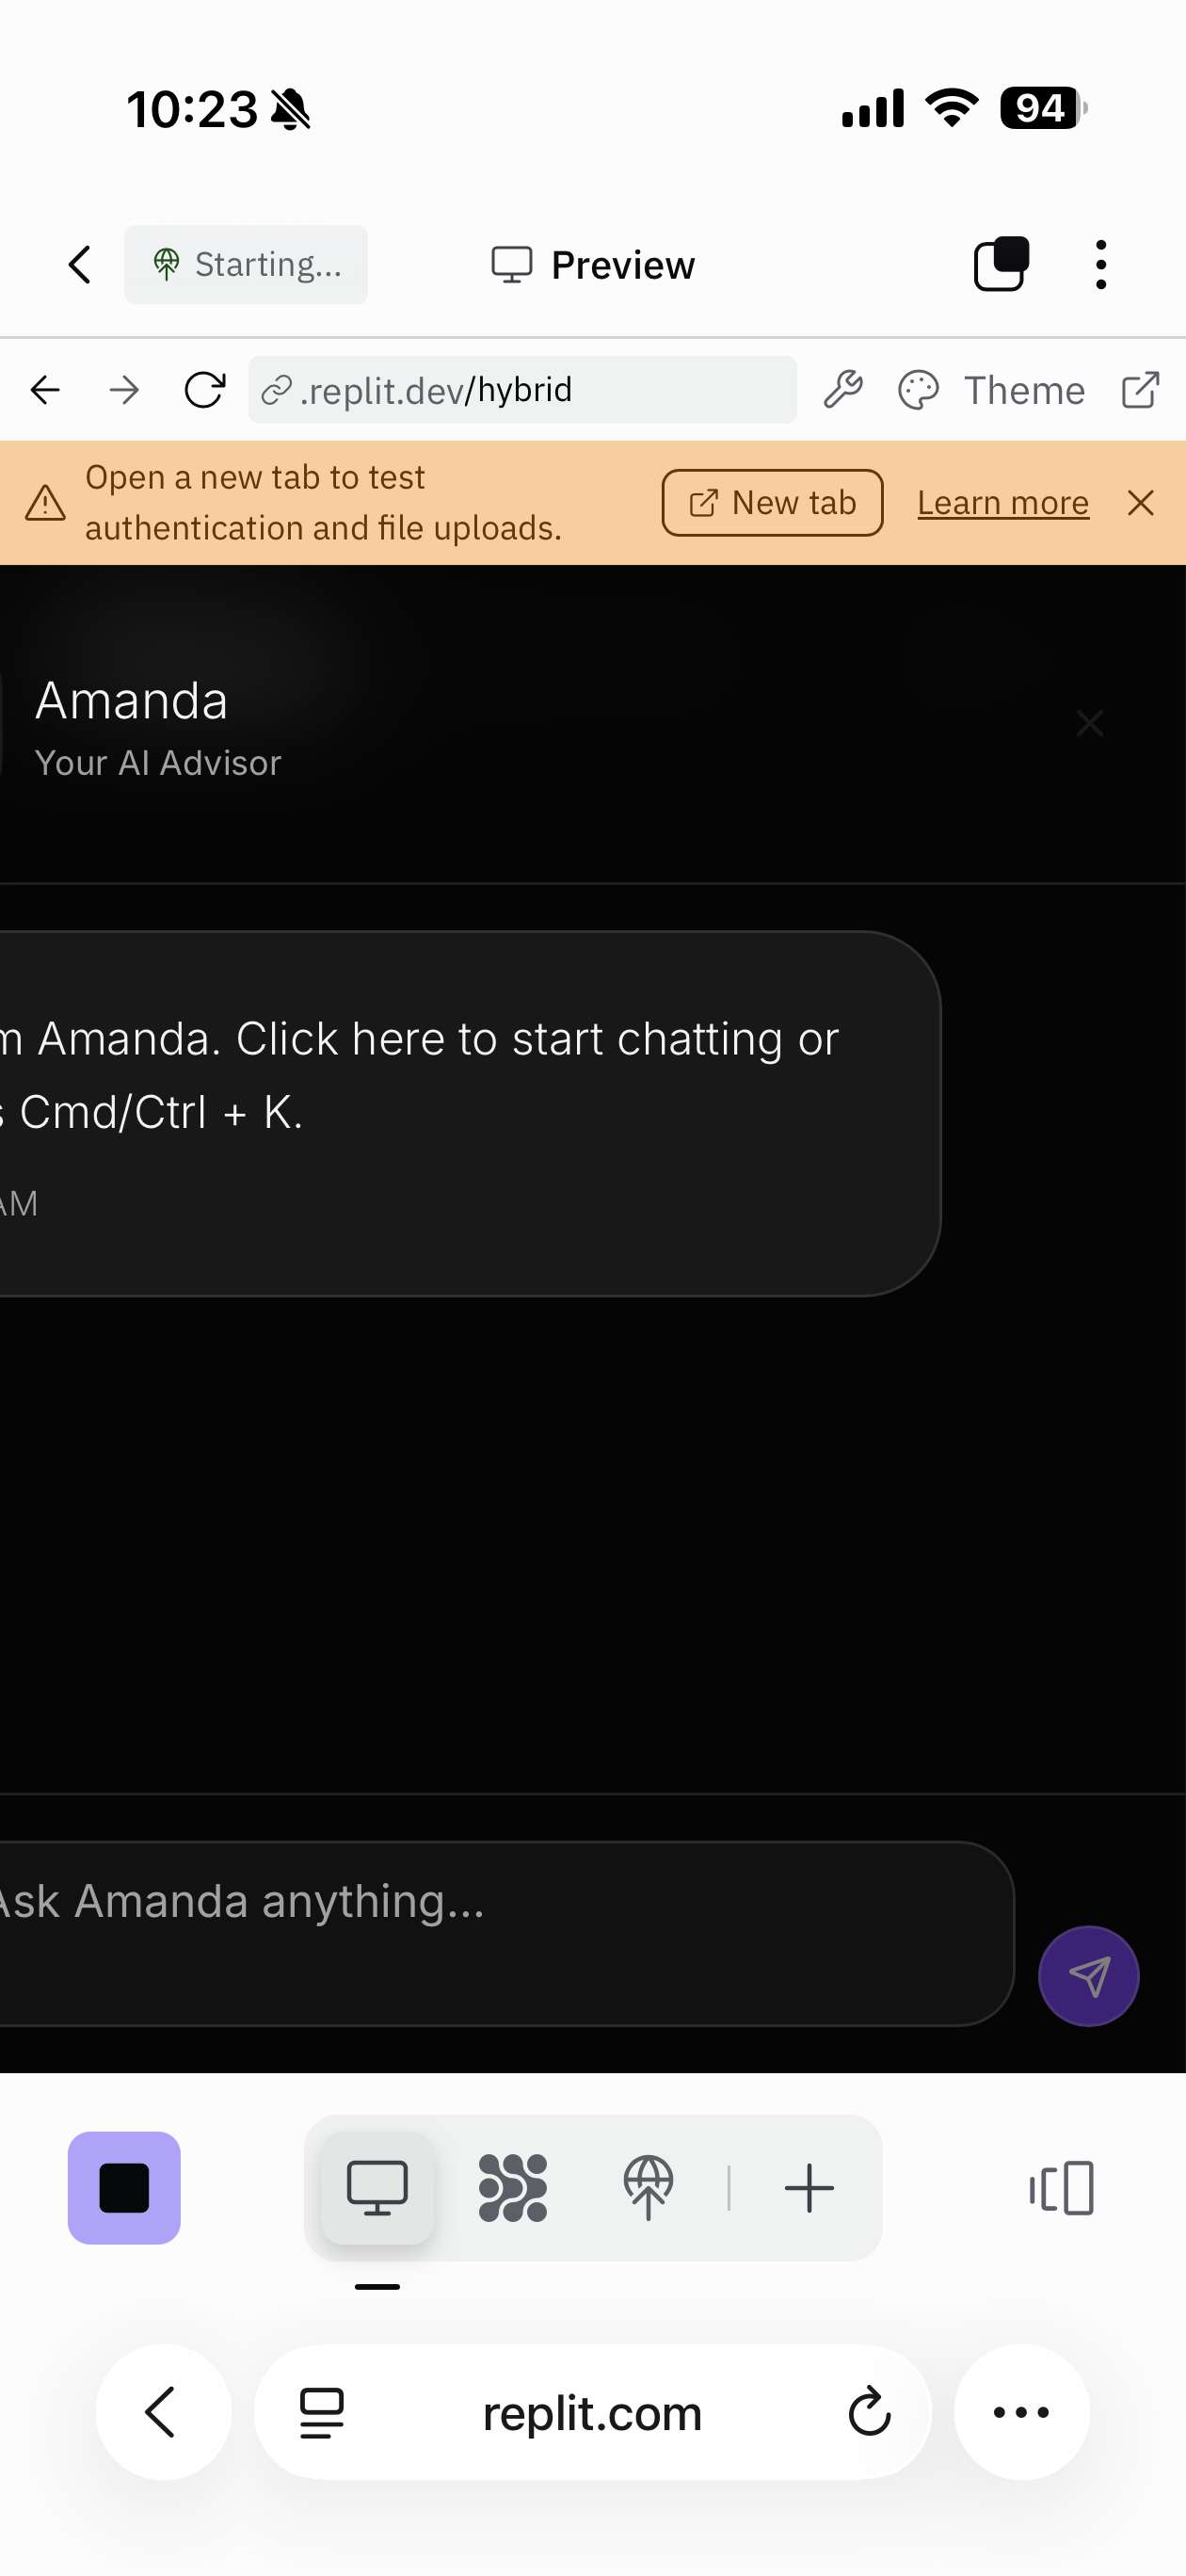 10:23
94
Starting...
Preview
.replit.dev/hybrid
Theme
Open a new tab to test
authentication and file uploads.
New tab
Learn more
Amanda
Your AI Advisor
m Amanda. Click here to start chatting or
s Cmd/Ctrl + K.
AM
Ask Amanda anything...
replit.com